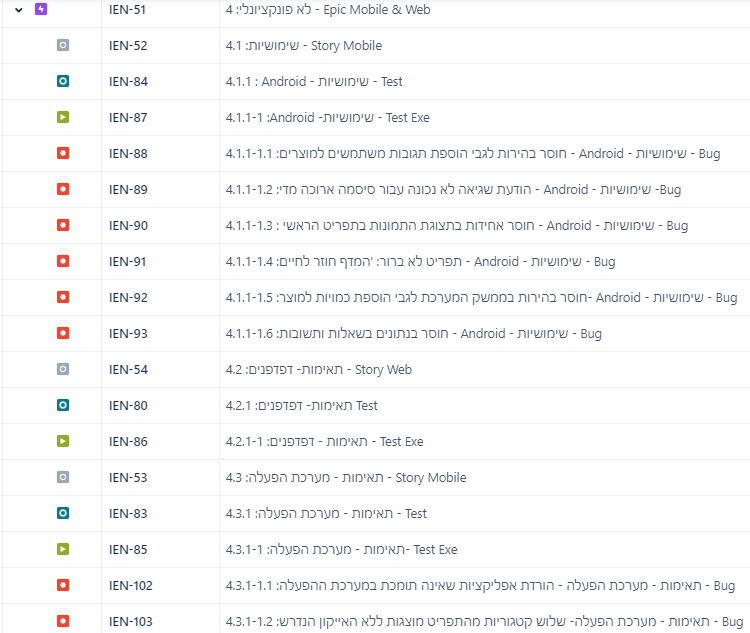 IEN-51 4 לא פונקציונלי: - Epic Mobile & Web
IEN-52 4.1 שימושיות: - Story Mobile
IEN-84 4.1.1 : Android - שימושיות - Test
IEN-87 4.1.1-1 :Android -שימושיות - Test Exe
IEN-88 4.1.1-1.1 :חוסר בהירות לגבי הוספת תגובות משתמשים למוצרים - Android - שימושיות - Bug
IEN-89 4.1.1-1.2 :הודעת שגיאה לא נכונה עבור סיסמה ארוכה מדי - Android - שימושיות -Bug
IEN-90 4.1.1-1.3 : חוסר אחידות בתצוגת התמונות בתפריט הראשי - Android - שימושיות - Bug
IEN-91 4.1.1-1.4 :תפריט לא ברור: 'המדף חוזר לחיים - Android - שימושיות - Bug
IEN-92 4.1.1-1.5 :חוסר בהירות בממשק המערכת לגבי הוספת כמויות למוצר- Android - שימושיות - Bug
IEN-93 4.1.1-1.6 :חוסר בנתונים בשאלות ותשובות - Android - שימושיות - Bug
IEN-54 4.2 :תאימות- דפדפנים - Story Web
IEN-80 4.2.1 :תאימות- דפדפנים Test
IEN-86 4.2.1-1 :תאימות - דפדפנים - Test Exe
IEN-53 4.3 :תאימות - מערכת הפעלה - Story Mobile
IEN-83 4.3.1 :תאימות - מערכת הפעלה - Test
IEN-85 4.3.1-1 :תאימות - מערכת הפעלה- Test Exe
IEN-102 4.3.1-1.1 :תאימות - מערכת הפעלה - הורדת אפליקציות שאינה תומכת במערכת ההפעלה - Bug
IEN-103 4.3.1-1.2 :תאימות - מערכת הפעלה- שלוש קטגוריות מהתפריט מוצגות ללא האייקון הנדרש - Bug